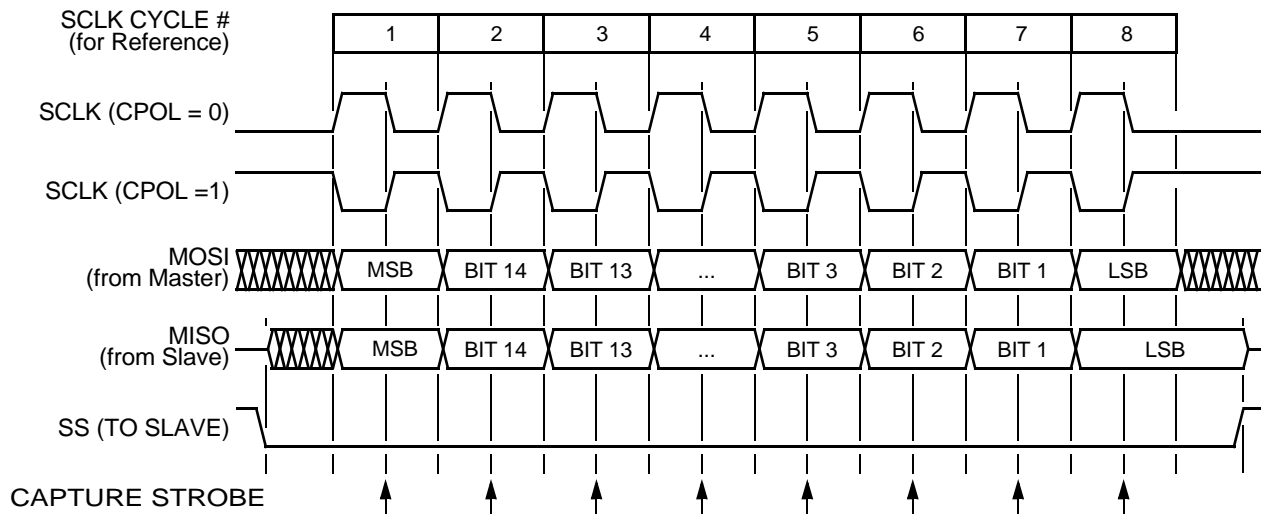 SCLK CYCLE #
(for Reference)
1 2 3 4 5 6 7 8
SCLK (CPOL = 0)
SCLK (CPOL =1)
MOSI
(from Master)
MSB BIT 14 BIT 13 ... BIT 3 BIT 2 BIT 1 LSB
MISO
(from Slave)
MSB BIT 14 BIT 13 ... BIT 3 BIT 2 BIT 1 LSB
SS (TO SLAVE)
CAPTURE STROBE